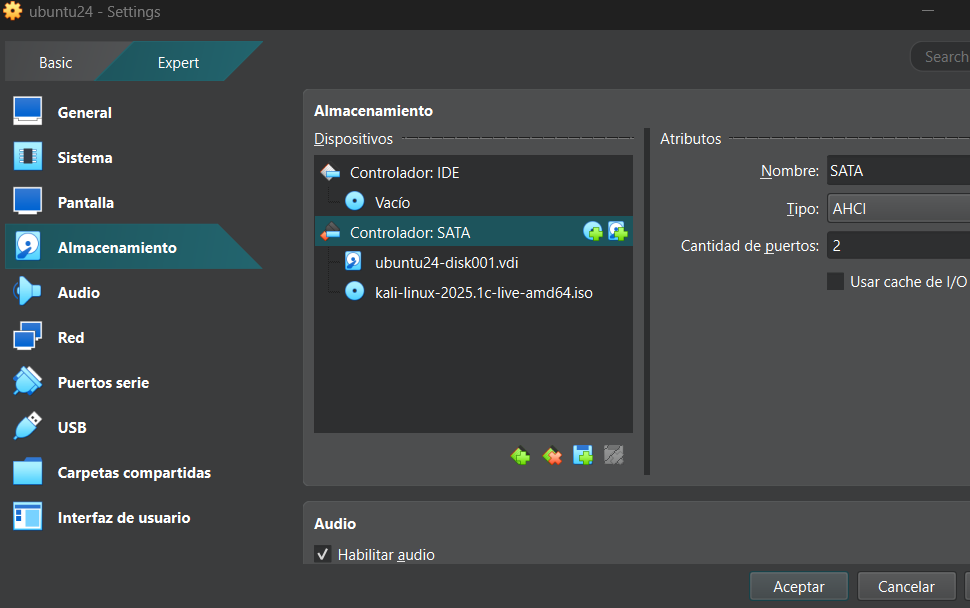 ubuntu24 - Settings
Basic
Expert
Search
General
Sistema
Pantalla
Almacenamiento
Audio
Red
Puertos serie
USB
Carpetas compartidas
Interfaz de usuario
Almacenamiento
Dispositivos
Controlador: IDE
Vacío
Controlador: SATA
ubuntu24-disk001.vdi
kali-linux-2025.1c-live-amd64.iso
Atributos
Nombre: SATA
Tipo: AHCI
Cantidad de puertos: 2
Usar cache de I/O
Audio
Habilitar audio
Aceptar
Cancelar